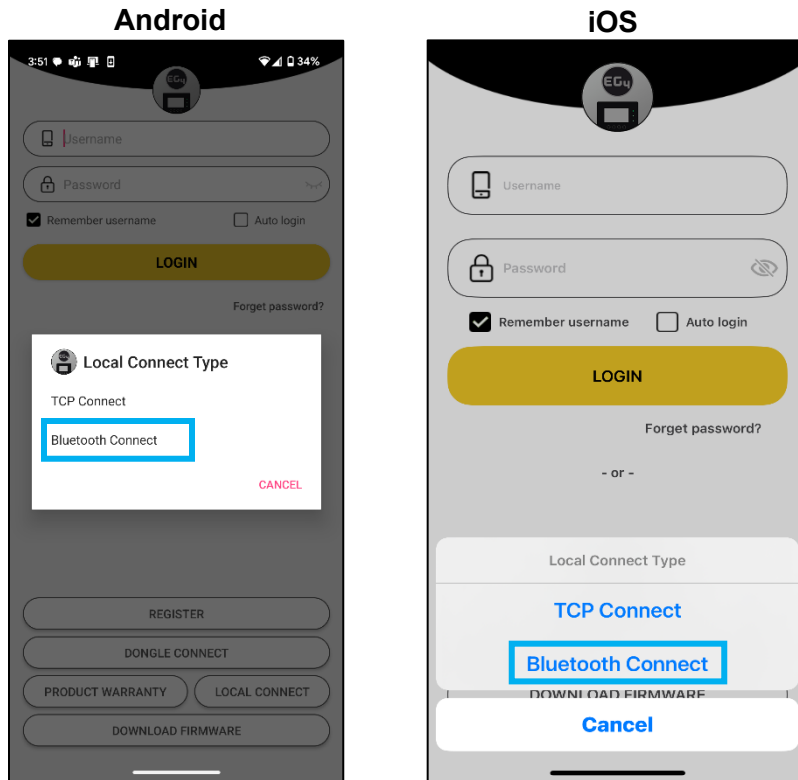 Android
3:51 34%
EG4
Username
Password
Remember username Auto login
LOGIN
Forget password?
EG4 Local Connect Type
TCP Connect
Bluetooth Connect
CANCEL
REGISTER
DONGLE CONNECT
PRODUCT WARRANTY LOCAL CONNECT
DOWNLOAD FIRMWARE
iOS
EG4
Username
Password
Remember username Auto login
LOGIN
Forget password?
- or -
Local Connect Type
TCP Connect
Bluetooth Connect
DOWNLOAD FIRMWARE
Cancel